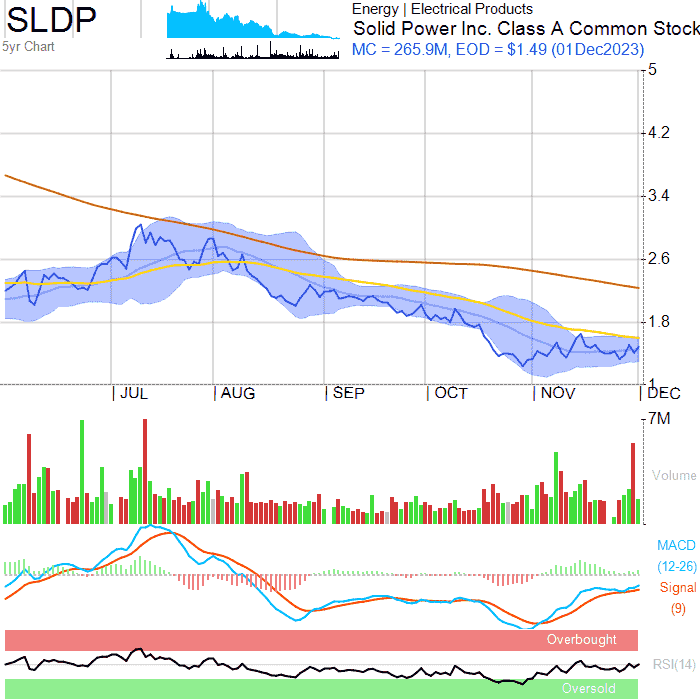 SLDP
5yr Chart
Energy | Electrical Products
Solid Power Inc. Class A Common Stock
MC = 265.9M, EOD = $1.49 (01Dec2023)
5
4.2
3.4
2.6
1.8
1
| JUL | AUG | SEP | OCT | NOV | DEC
7M
Volume
MACD
(12-26)
Signal
(9)
Overbought
RSI(14)
Oversold